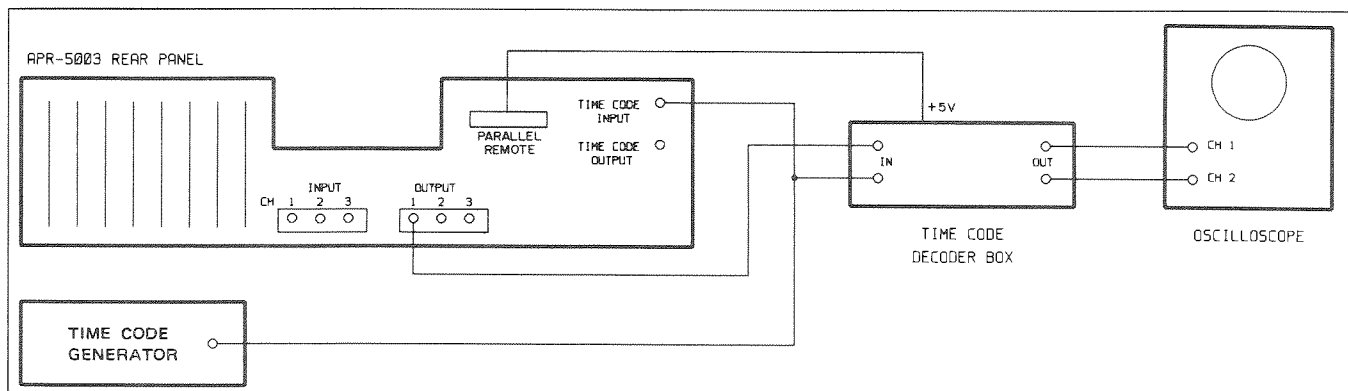 APR-5003 REAR PANEL
TIME CODE
INPUT
PARALLEL
REMOTE
TIME CODE
OUTPUT
INPUT
CH 1 2 3
OUTPUT
1 2 3
+5V
IN
OUT
TIME CODE
DECODER BOX
CH 1
CH 2
OSCILLOSCOPE
TIME CODE
GENERATOR